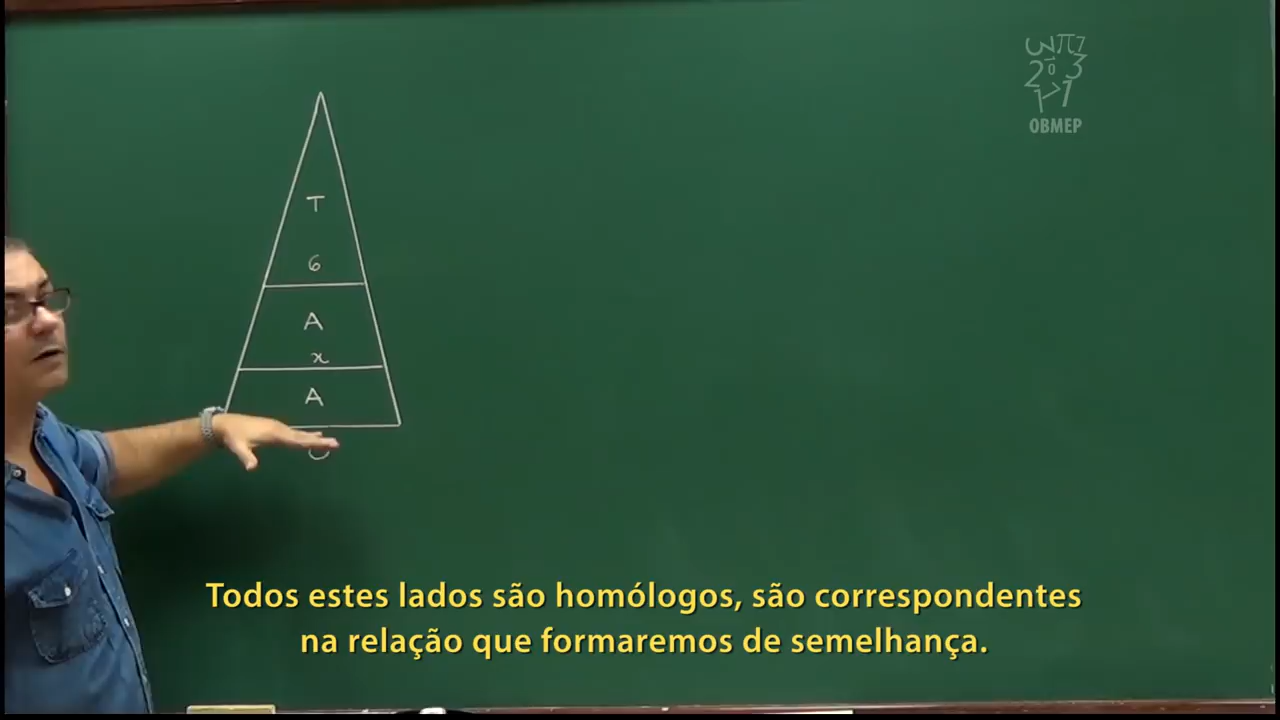 OBMEP
T
6
A
x
A
Todos estes lados são homólogos, são correspondentes
na relação que formaremos de semelhança.